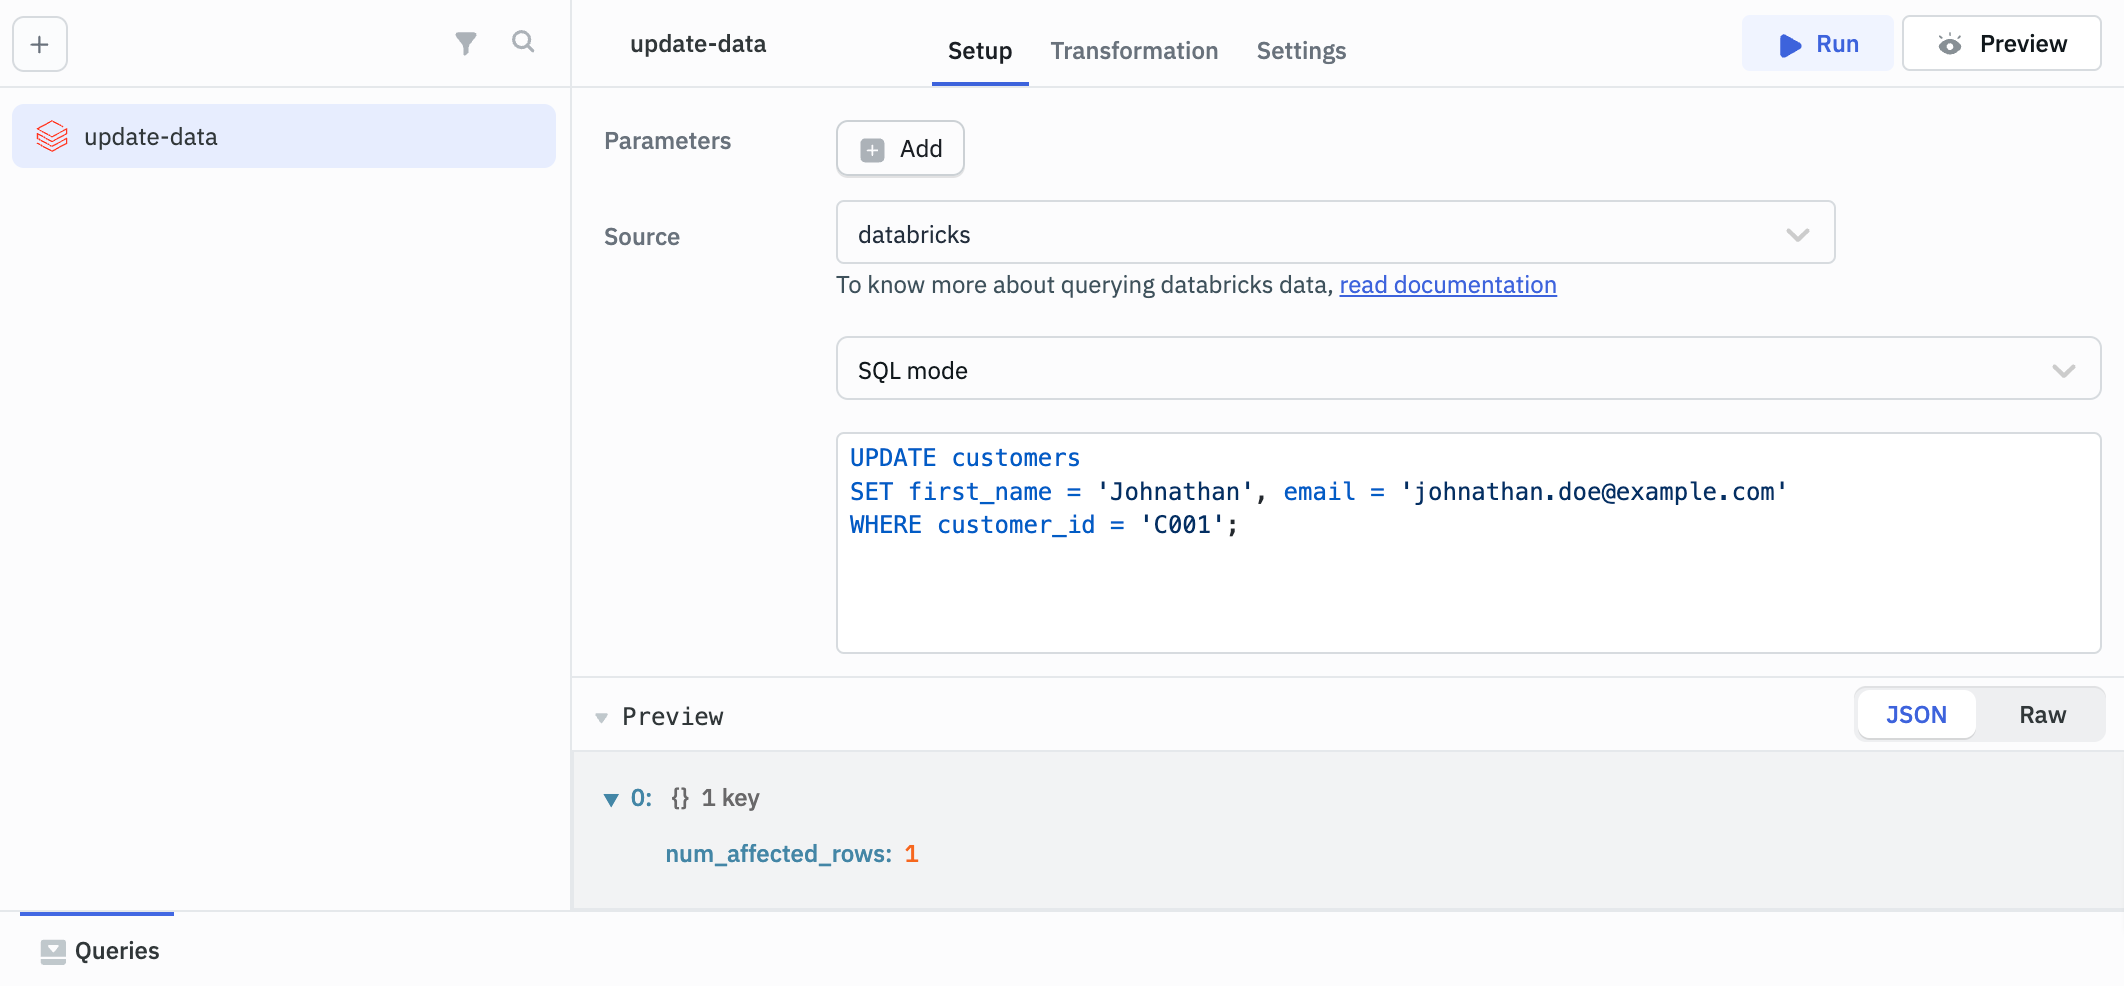 update-data
Setup
Transformation
Settings
Run
Preview
update-data
Parameters
Add
Source
databricks
To know more about querying databricks data, read documentation
SQL mode
UPDATE customers
SET first_name = 'Johnathan', email = 'johnathan.doe@example.com'
WHERE customer_id = 'C001';
Preview
JSON
Raw
0: {} 1 key
num_affected_rows: 1
Queries